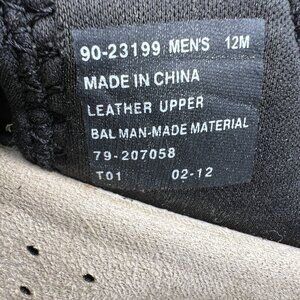 90-23199 MEN'S 12M
MADE IN CHINA
LEATHER UPPER
BAL MAN-MADE MATERIAL
79-207058
T01 02-12